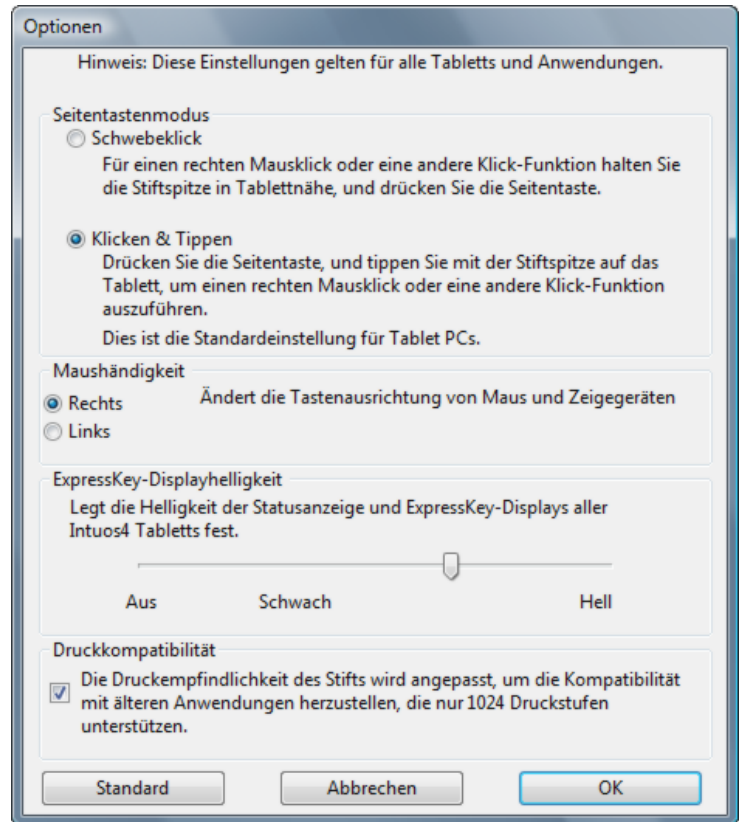 Optionen
Hinweis: Diese Einstellungen gelten für alle Tabletts und Anwendungen.
Seitentastenmodus
Schwebeklick
Für einen rechten Mausklick oder eine andere Klick-Funktion halten Sie
die Stiftspitze in Tablettnähe, und drücken Sie die Seitentaste.
Klicken & Tippen
Drücken Sie die Seitentaste, und tippen Sie mit der Stiftspitze auf das
Tablett, um einen rechten Mausklick oder eine andere Klick-Funktion
auszuführen.
Dies ist die Standardeinstellung für Tablet PCs.
Maushändigkeit
Rechts Ändert die Tastenausrichtung von Maus und Zeigegeräten
Links
ExpressKey-Displayhelligkeit
Legt die Helligkeit der Statusanzeige und ExpressKey-Displays aller
Intuos4 Tabletts fest.
Aus Schwach Hell
Druckkompatibilität
Die Druckempfindlichkeit des Stifts wird angepasst, um die Kompatibilität
mit älteren Anwendungen herzustellen, die nur 1024 Druckstufen
unterstützen.
Standard Abbrechen OK